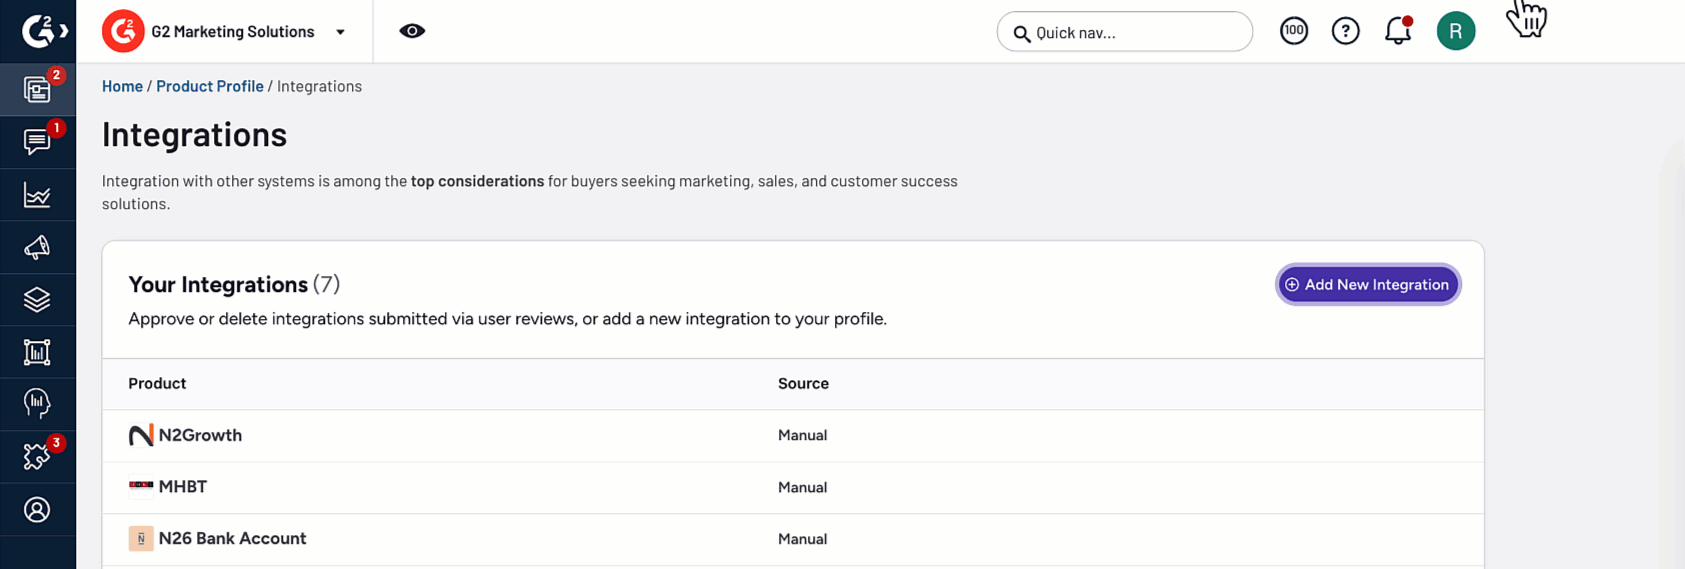 G2
G2 Marketing Solutions
Quick nav...
100
?
R
2
1
3
Home / Product Profile / Integrations
Integrations
Integration with other systems is among the top considerations for buyers seeking marketing, sales, and customer success
solutions.
Your Integrations (7)
Add New Integration
Approve or delete integrations submitted via user reviews, or add a new integration to your profile.
Product Source
N2Growth Manual
MHBT Manual
N26 Bank Account Manual